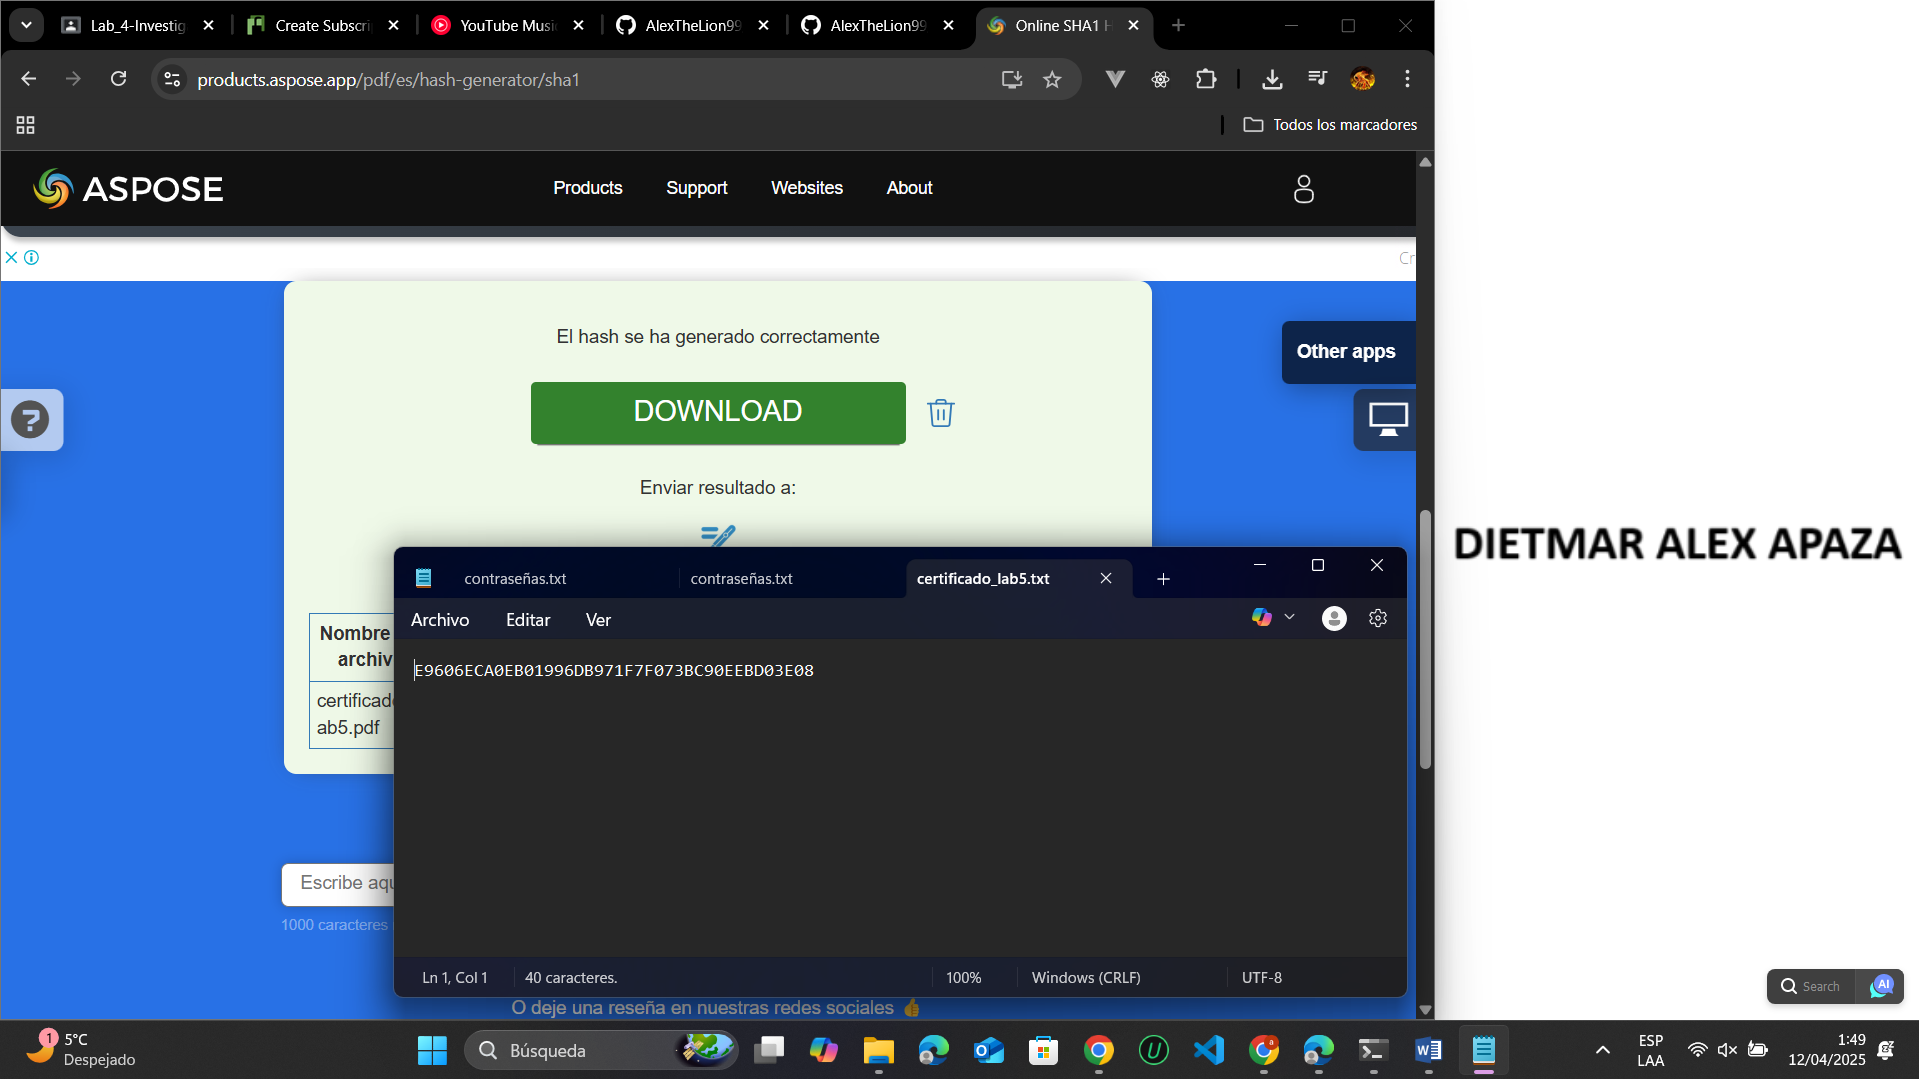 Lab_4-Investig
Create Subscri
YouTube Musi
AlexTheLion99
AlexTheLion99
Online SHA1 H
products.aspose.app/pdf/es/hash-generator/sha1
Todos los marcadores
ASPOSE
Products
Support
Websites
About
Cr
El hash se ha generado correctamente
Other apps
DOWNLOAD
Enviar resultado a:
DIETMAR ALEX APAZA
contraseñas.txt
contraseñas.txt
certificado_lab5.txt
Archivo
Editar
Ver
Nombre
archiv
E9606ECA0EB01996DB971F7F073BC90EEBD03E08
certificad
ab5.pdf
Escribe aqu
1000 caracteres
Ln 1, Col 1
40 caracteres.
100%
Windows (CRLF)
UTF-8
O deje una reseña en nuestras redes sociales 👍
Search
AI
1
5°C
Despejado
Búsqueda
ESP
LAA
1:49
12/04/2025